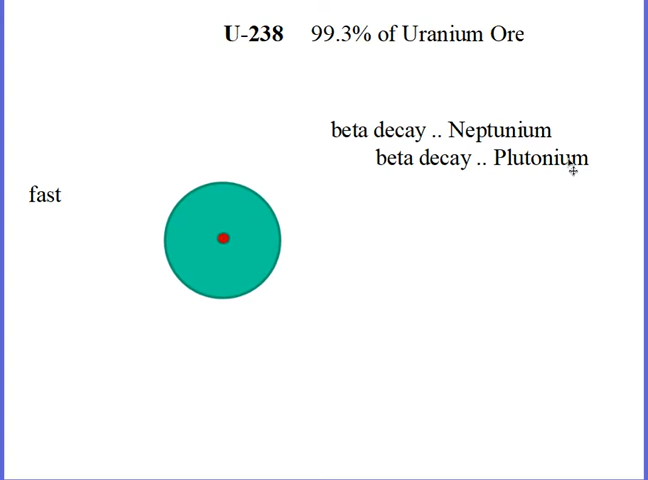 U-238 99.3% of Uranium Ore
beta decay .. Neptunium
beta decay .. Plutonium
fast